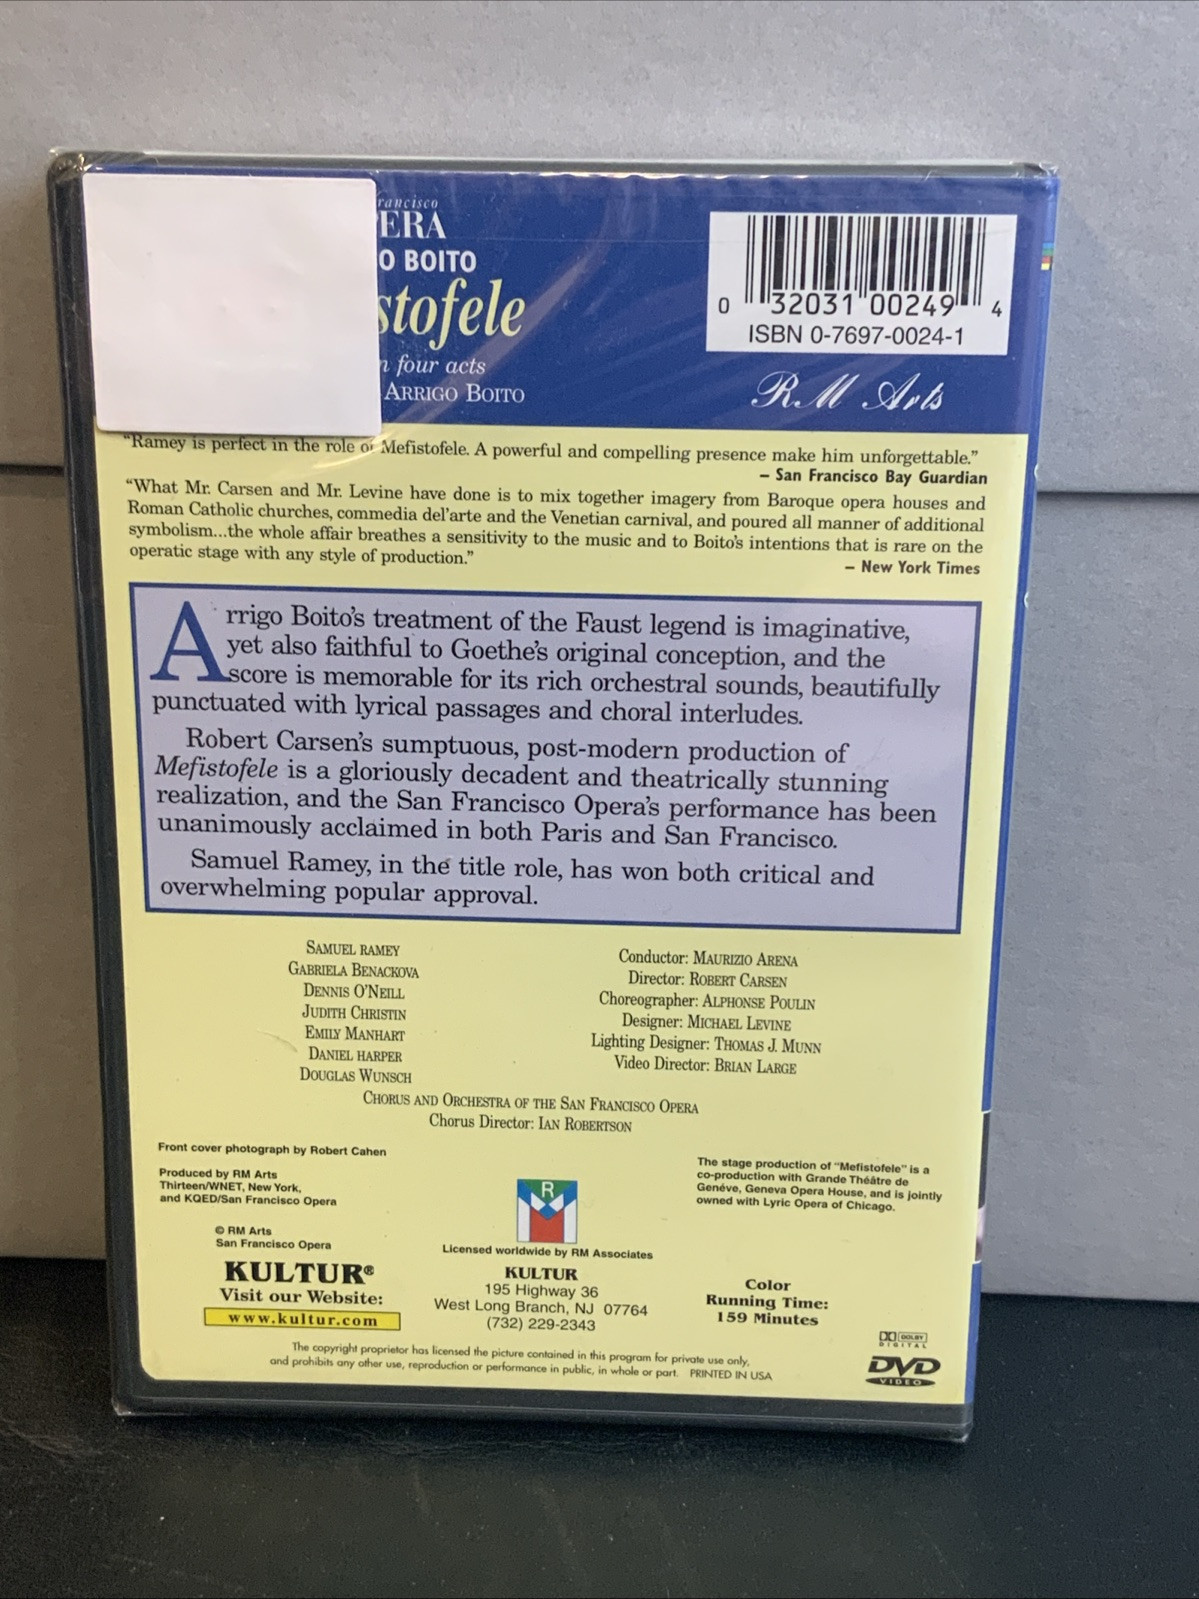 rancisco
ERA
O BOITO
stofele
n four acts
ARRIGO BOITO
0 32031 00249 4
ISBN 0-7697-0024-1
RM Arts
"Ramey is perfect in the role of Mefistofele. A powerful and compelling presence make him unforgettable."
– San Francisco Bay Guardian
"What Mr. Carsen and Mr. Levine have done is to mix together imagery from Baroque opera houses and
Roman Catholic churches, commedia del'arte and the Venetian carnival, and poured all manner of additional
symbolism...the whole affair breathes a sensitivity to the music and to Boito's intentions that is rare on the
operatic stage with any style of production."
– New York Times
Arrigo Boito's treatment of the Faust legend is imaginative,
yet also faithful to Goethe's original conception, and the
score is memorable for its rich orchestral sounds, beautifully
punctuated with lyrical passages and choral interludes.
Robert Carsen's sumptuous, post-modern production of
Mefistofele is a gloriously decadent and theatrically stunning
realization, and the San Francisco Opera's performance has been
unanimously acclaimed in both Paris and San Francisco.
Samuel Ramey, in the title role, has won both critical and
overwhelming popular approval.
SAMUEL RAMEY
GABRIELA BENACKOVA
DENNIS O'NEILL
JUDITH CHRISTIN
EMILY MANHART
DANIEL HARPER
DOUGLAS WUNSCH
Conductor: MAURIZIO ARENA
Director: ROBERT CARSEN
Choreographer: ALPHONSE POULIN
Designer: MICHAEL LEVINE
Lighting Designer: THOMAS J. MUNN
Video Director: BRIAN LARGE
CHORUS AND ORCHESTRA OF THE SAN FRANCISCO OPERA
Chorus Director: IAN ROBERTSON
Front cover photograph by Robert Cahen
Produced by RM Arts
Thirteen/WNET, New York,
and KQED/San Francisco Opera
© RM Arts
San Francisco Opera
KULTUR®
Visit our Website:
www.kultur.com
R
Licensed worldwide by RM Associates
KULTUR
195 Highway 36
West Long Branch, NJ 07764
(732) 229-2343
The stage production of "Mefistofele" is a
co-production with Grande Théâtre de
Genéve, Geneva Opera House, and is jointly
owned with Lyric Opera of Chicago.
Color
Running Time:
159 Minutes
DOLBY
DIGITAL
DVD
VIDEO
The copyright proprietor has licensed the picture contained in this program for private use only,
and prohibits any other use, reproduction or performance in public, in whole or part. PRINTED IN USA